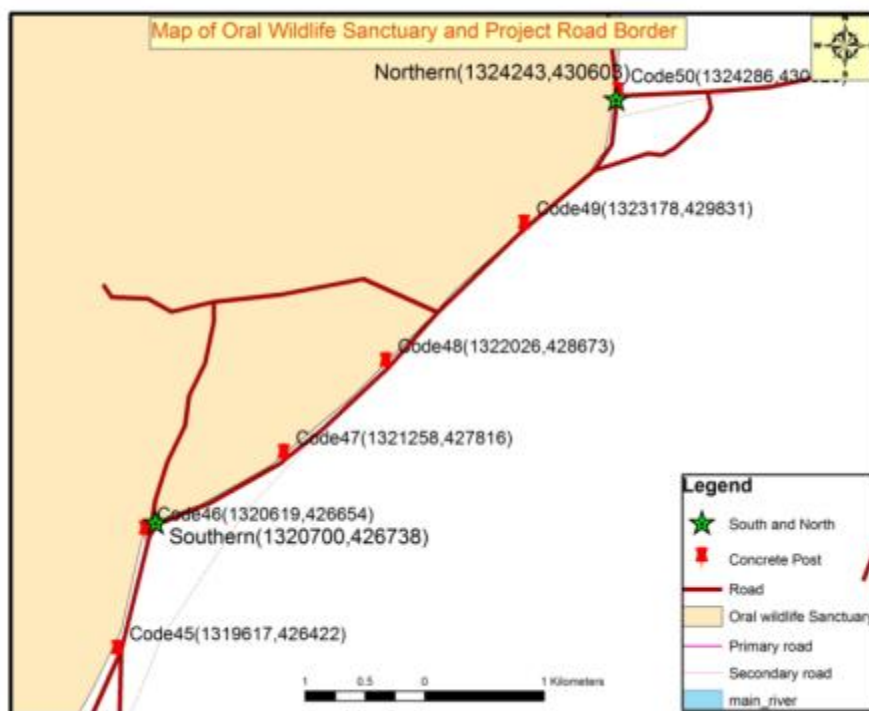 Map of Oral Wildlife Sanctuary and Project Road Border
Northern(1324243,430603)
Code50(1324286,
Code49(1323178,429831)
Code48(1322026,428673)
Code47(1321258,427816)
Code46(1320619,426654)
Southern(1320700,426738)
Code45(1319617,426422)
1 0.5 0 1 Kilometers
Legend
South and North
Concrete Post
Road
Oral wildlife Sanctuary
Primary road
Secondary road
main_river